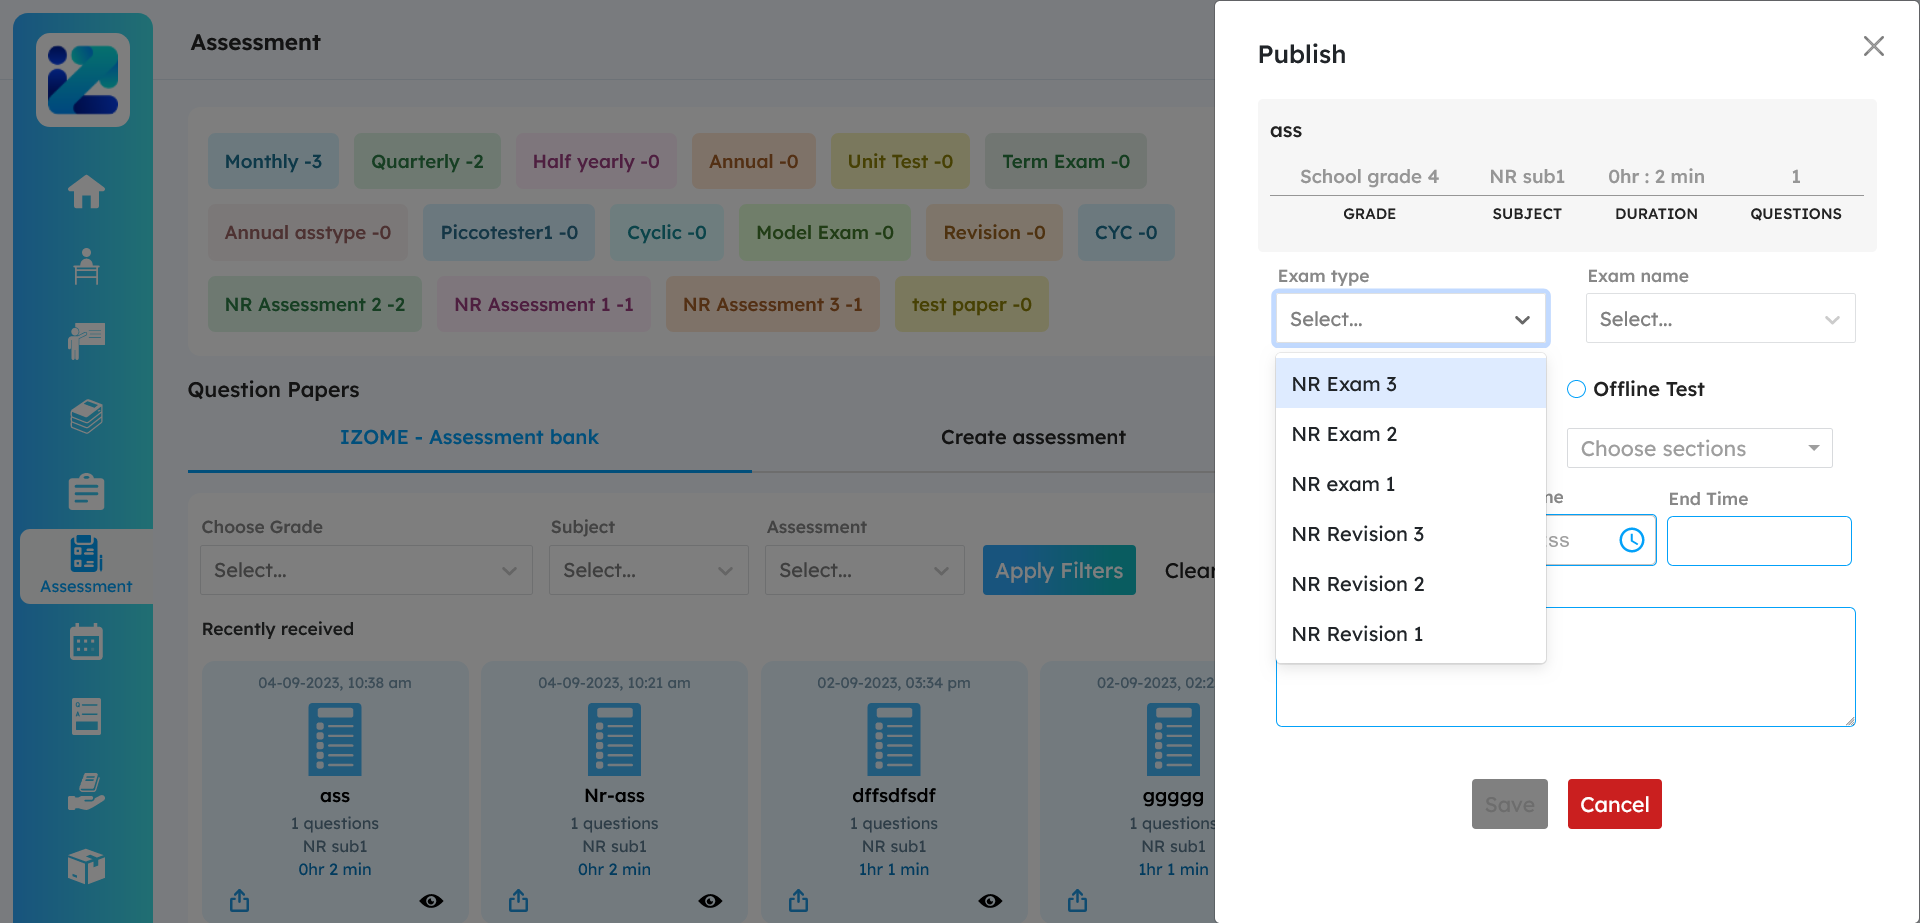 Assessment
Monthly -3
Quarterly -2
Half yearly -0
Annual -0
Unit Test -0
Term Exam -0
Annual asstype -0
Piccotester1 -0
Cyclic -0
Model Exam -0
Revision -0
CYC -0
NR Assessment 2 -2
NR Assessment 1 -1
NR Assessment 3 -1
test paper -0
Question Papers
IZOME - Assessment bank
Create assessment
Choose Grade
Subject
Assessment
Select...
Select...
Select...
Apply Filters
Clear
Recently received
04-09-2023, 10:38 am
ass
1 questions
NR sub1
0hr 2 min
04-09-2023, 10:21 am
Nr-ass
1 questions
NR sub1
0hr 2 min
02-09-2023, 03:34 pm
dffsdfsdf
1 questions
NR sub1
1hr 1 min
02-09-2023, 02:2
ggggg
1 questions
NR sub1
1hr 1 min
Assessment
Publish
ass
School grade 4
NR sub1
0hr : 2 min
1
GRADE
SUBJECT
DURATION
QUESTIONS
Exam type
Exam name
Select...
Select...
NR Exam 3
NR Exam 2
NR exam 1
NR Revision 3
NR Revision 2
NR Revision 1
Offline Test
Choose sections
End Time
Save
Cancel